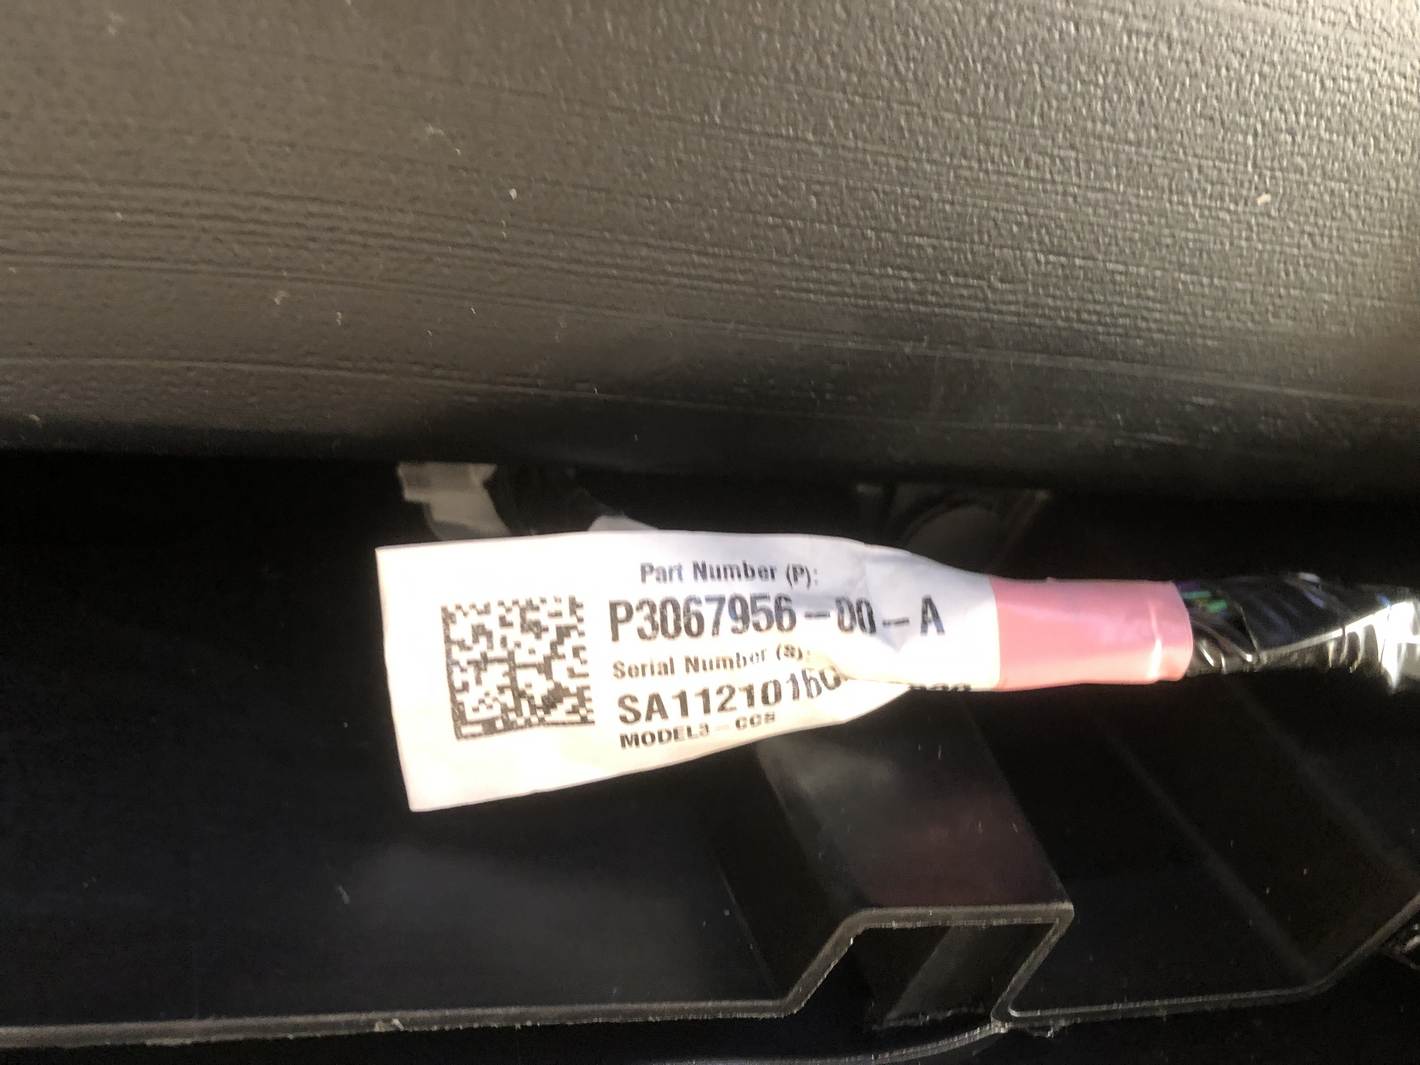 Part Number (P):
P3067956-00-A
Serial Number (S):
MODEL3-CCS